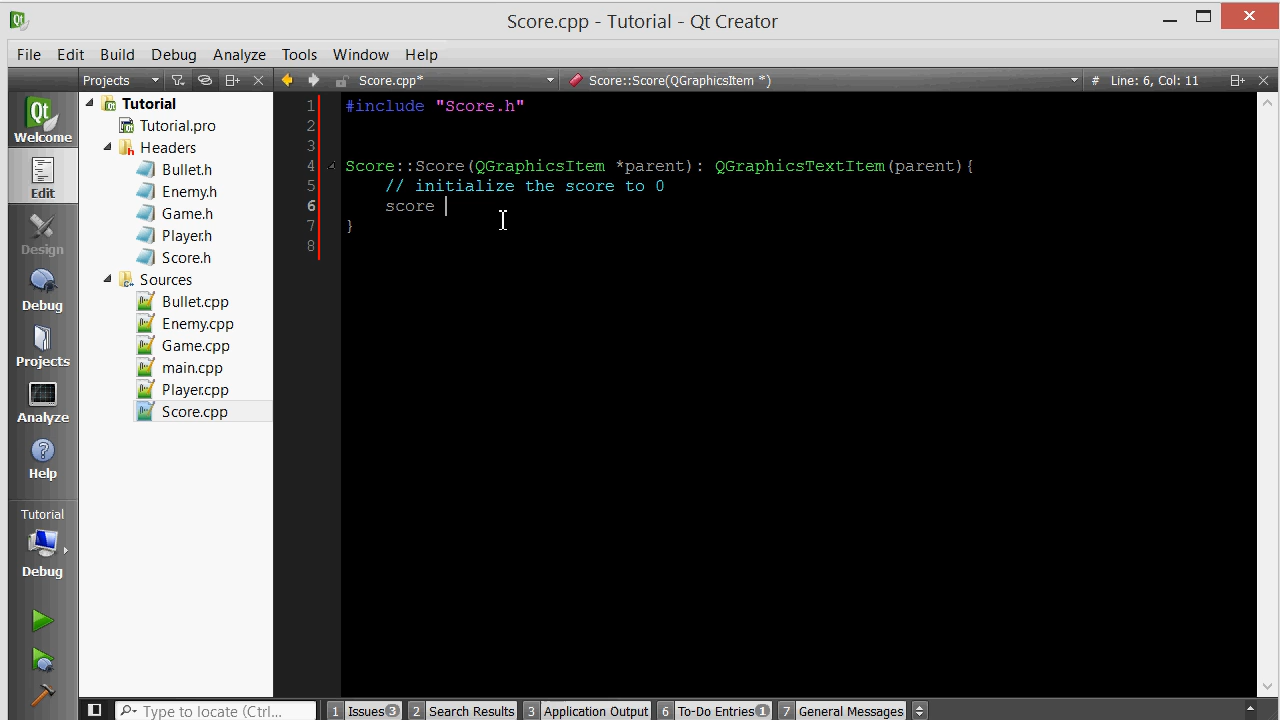 Score.cpp - Tutorial - Qt Creator
File Edit Build Debug Analyze Tools Window Help
Projects Score.cpp* Score::Score(QGraphicsItem *) # Line: 6, Col: 11
Qt
Welcome
Edit
Design
Debug
Projects
Analyze
Help
Tutorial
Debug
Tutorial
Tutorial.pro
Headers
Bullet.h
Enemy.h
Game.h
Player.h
Score.h
Sources
Bullet.cpp
Enemy.cpp
Game.cpp
main.cpp
Player.cpp
Score.cpp
1 #include "Score.h"
2
3
4 Score::Score(QGraphicsItem *parent): QGraphicsTextItem(parent){
5 // initialize the score to 0
6 score
7 }
8
Type to locate (Ctrl... 1 Issues 3 2 Search Results 3 Application Output 6 To-Do Entries 1 7 General Messages